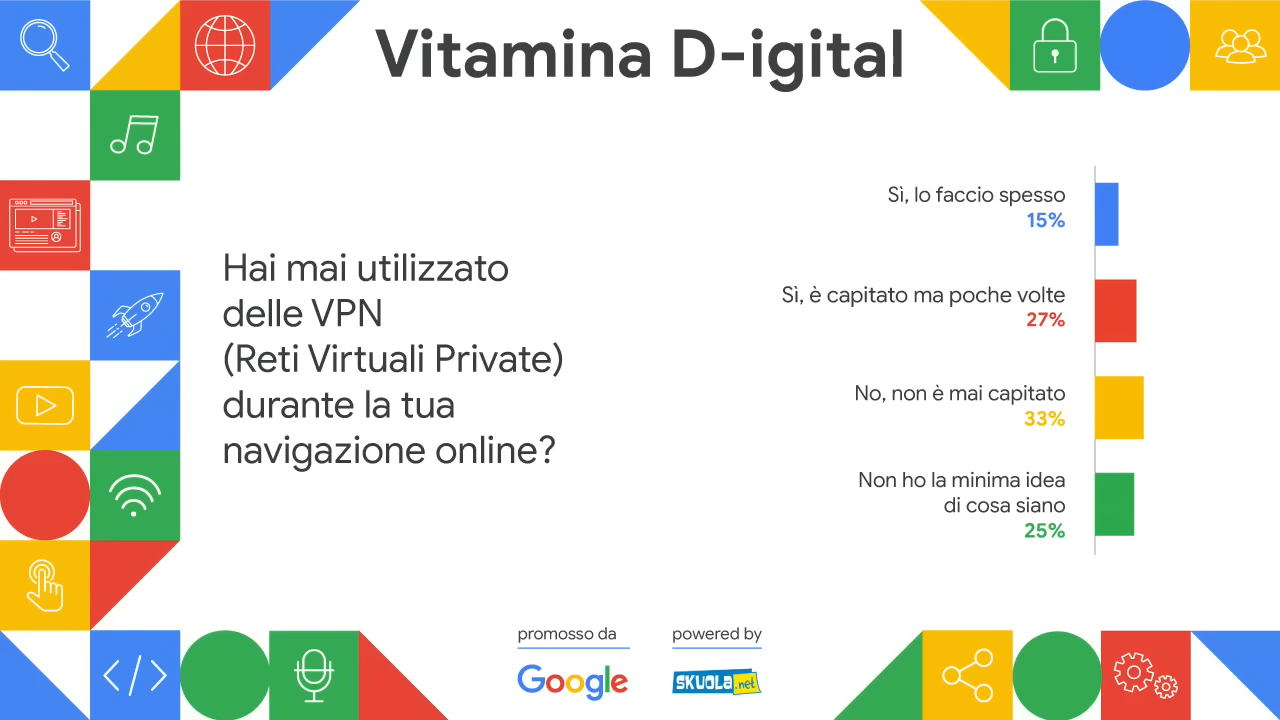 Vitamina D-igital
Hai mai utilizzato
delle VPN
(Reti Virtuali Private)
durante la tua
navigazione online?
Sì, lo faccio spesso
15%
Sì, è capitato ma poche volte
27%
No, non è mai capitato
33%
Non ho la minima idea
di cosa siano
25%
promosso da
Google
powered by
SKUOLA.net